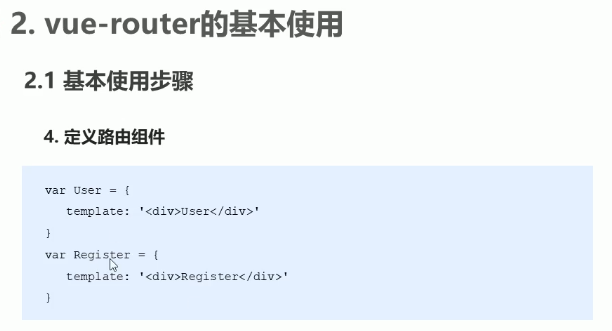 2. vue-router的基本使用
2.1 基本使用步骤
4. 定义路由组件
var User = {
template: '<div>User</div>'
}
var Register = {
template: '<div>Register</div>'
}